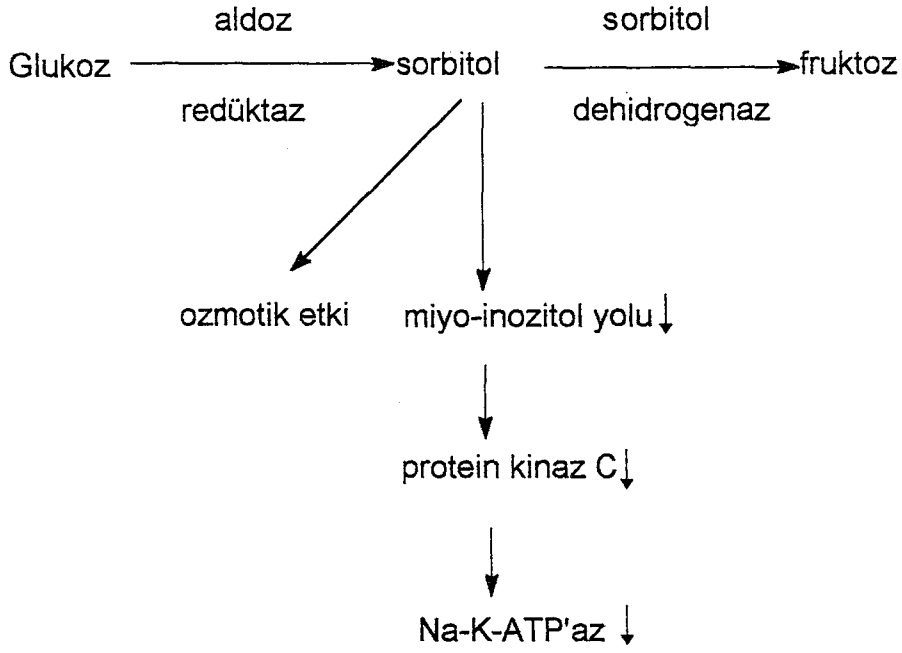 aldoz sorbitol
Glukoz sorbitol fruktoz
redüktaz dehidrogenaz
ozmotik etki miyo-inozitol yolu↓
protein kinaz C↓
Na-K-ATP'az ↓